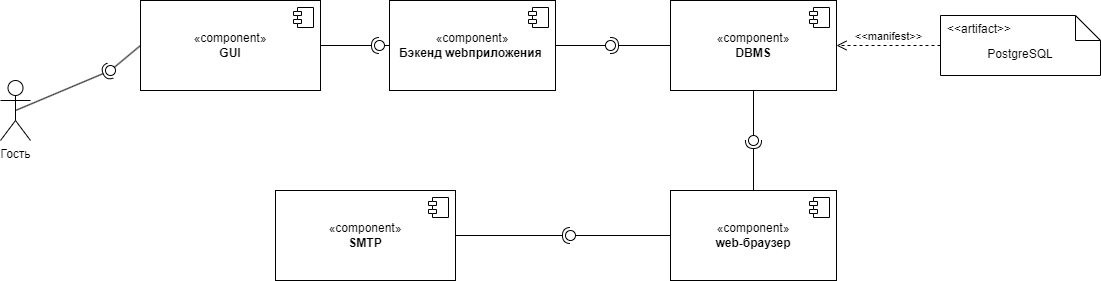 «component»
GUI
«component»
Бэкенд webприложения
«component»
DBMS
<<manifest>>
<<artifact>>
PostgreSQL
Гость
«component»
SMTP
«component»
web-браузер